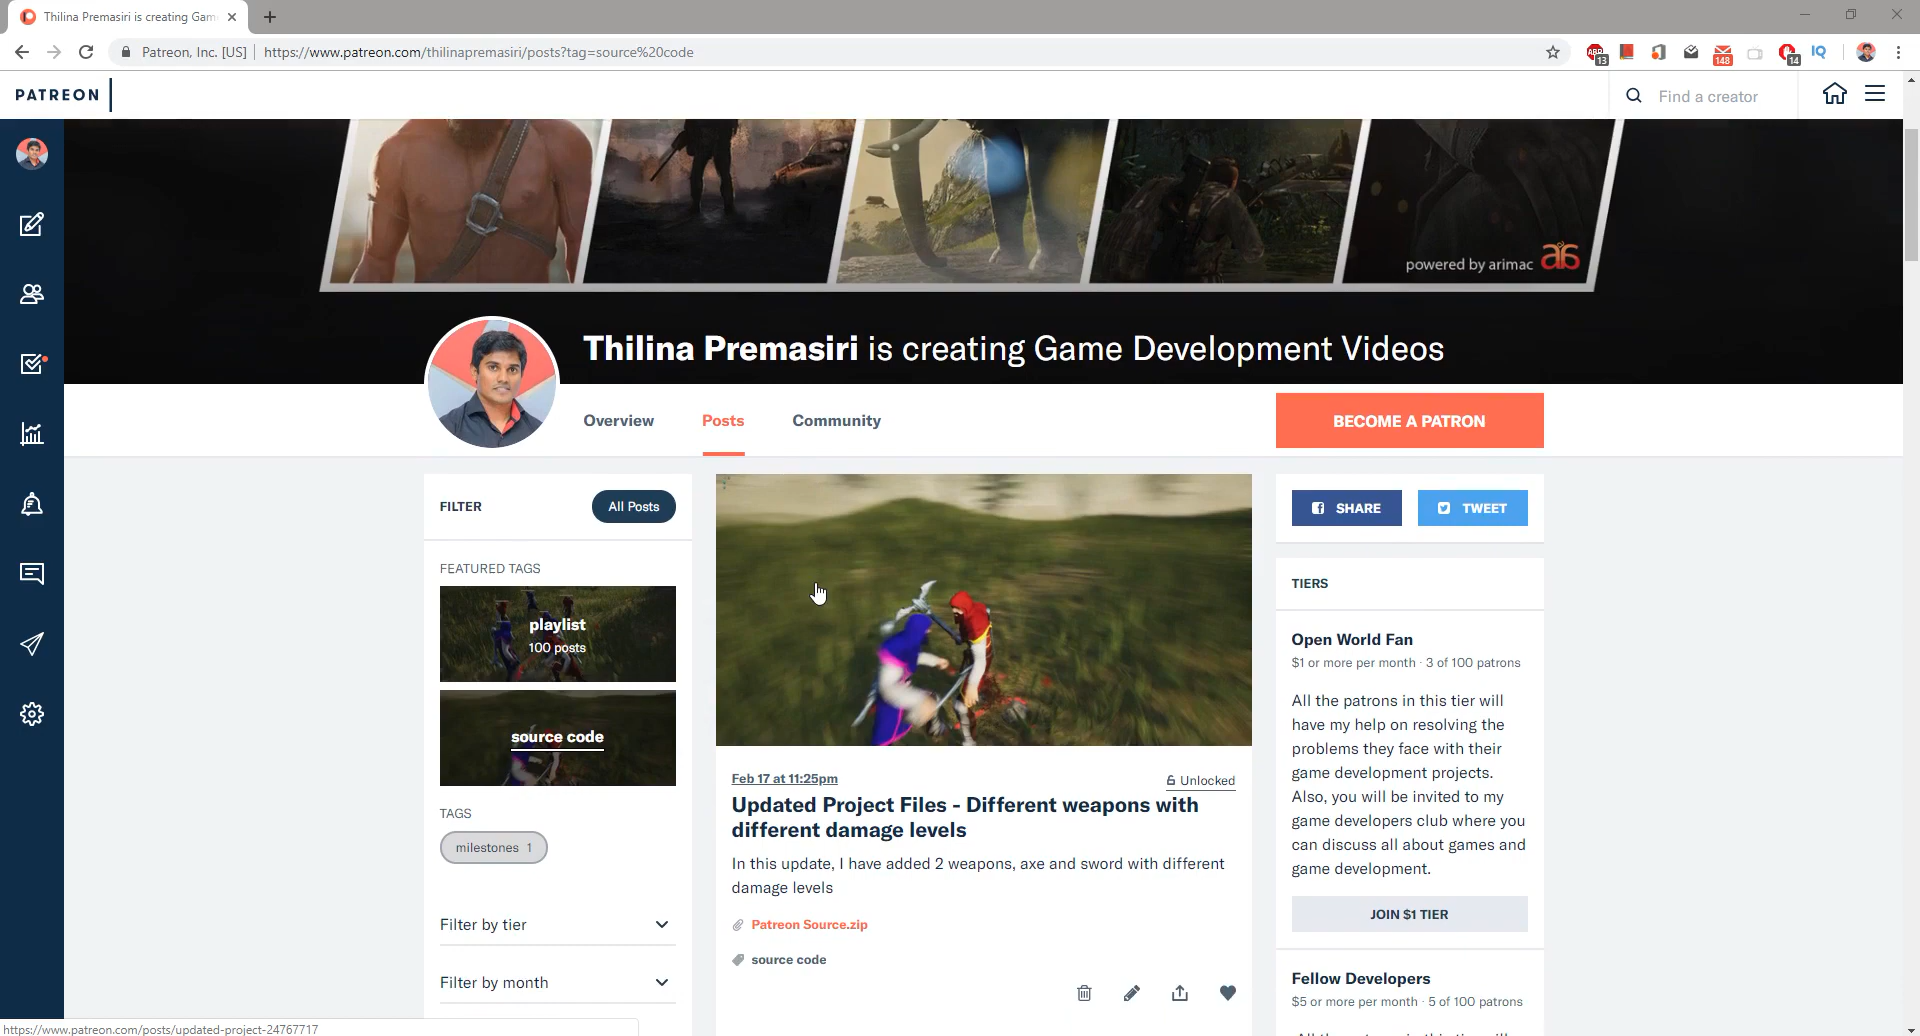 Thilina Premasiri is creating Gam
Patreon, Inc. [US]
https://www.patreon.com/thilinapremasiri/posts?tag=source%20code
13
148
14
IQ
PATREON
Find a creator
powered by arimac
Thilina Premasiri is creating Game Development Videos
Overview
Posts
Community
BECOME A PATRON
FILTER
All Posts
FEATURED TAGS
playlist
100 posts
source code
TAGS
milestones 1
Filter by tier
Filter by month
Feb 17 at 11:25pm
Unlocked
Updated Project Files - Different weapons with
different damage levels
In this update, I have added 2 weapons, axe and sword with different
damage levels
Patreon Source.zip
source code
SHARE
TWEET
TIERS
Open World Fan
$1 or more per month · 3 of 100 patrons
All the patrons in this tier will
have my help on resolving the
problems they face with their
game development projects.
Also, you will be invited to my
game developers club where you
can discuss all about games and
game development.
JOIN $1 TIER
Fellow Developers
$5 or more per month · 5 of 100 patrons
https://www.patreon.com/posts/updated-project-24767717